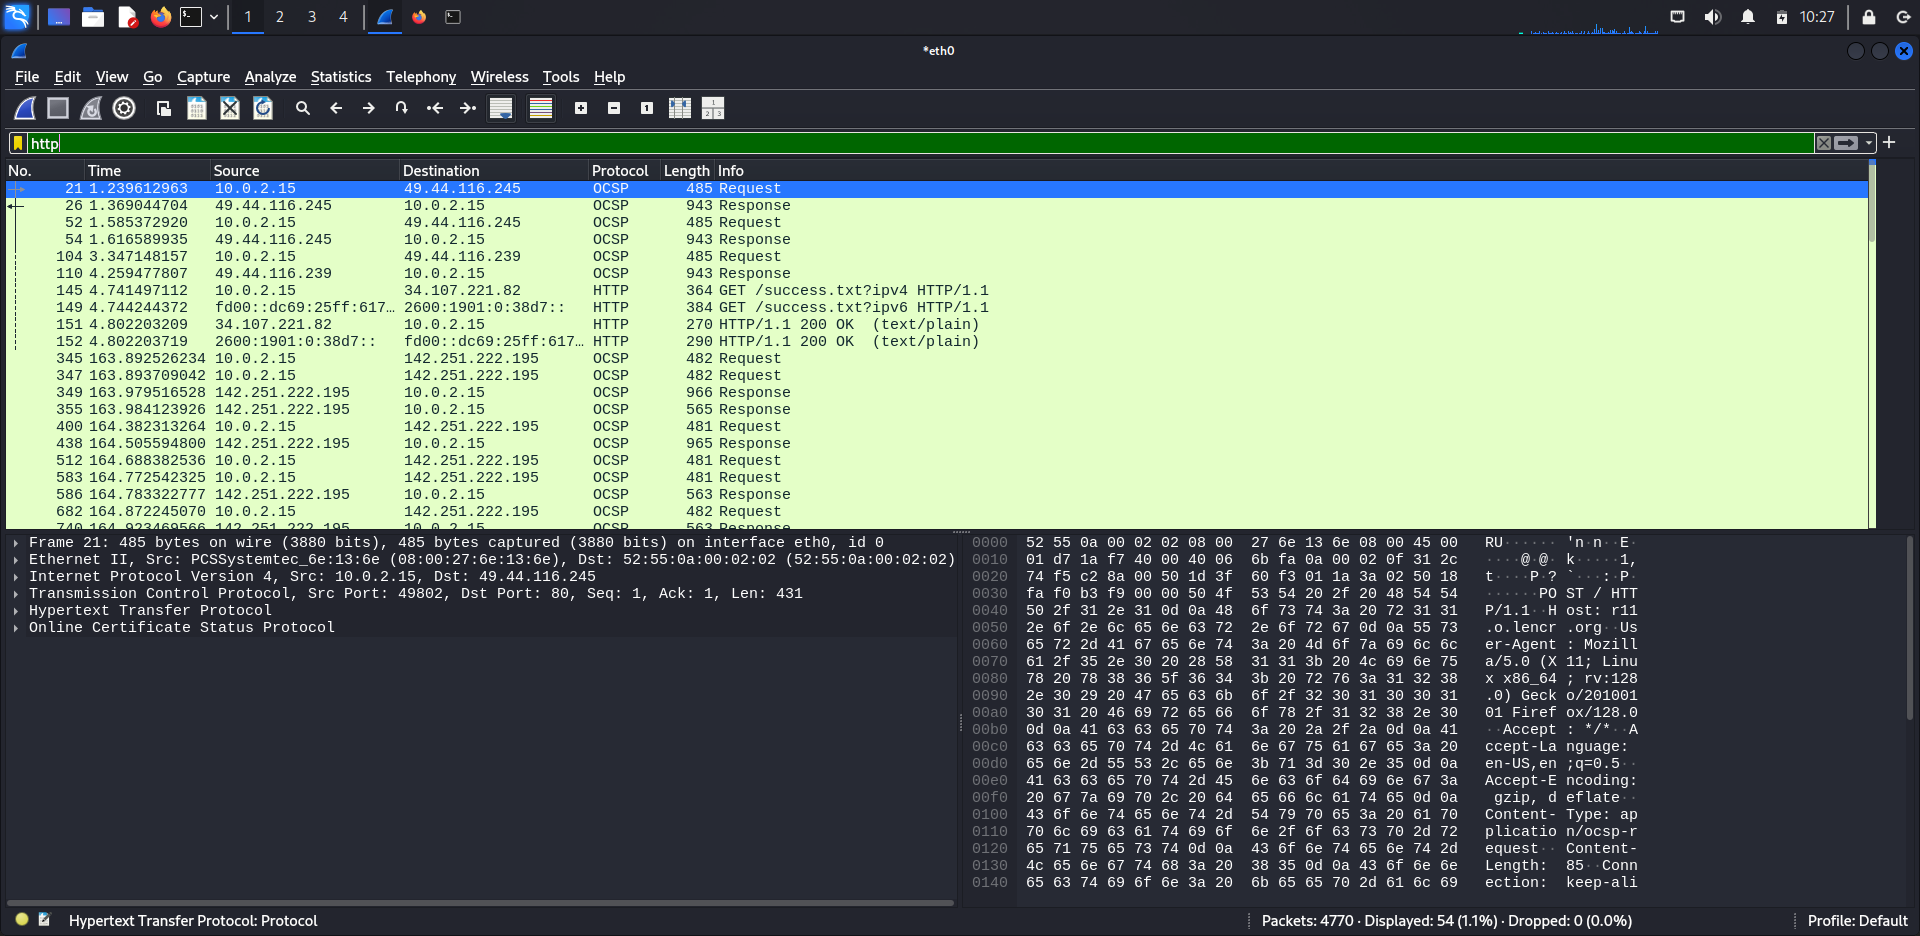 1 2 3 4 10:27
*eth0
File Edit View Go Capture Analyze Statistics Telephony Wireless Tools Help
http
No. Time Source Destination Protocol Length Info
21 1.239612963 10.0.2.15 49.44.116.245 OCSP 485 Request
26 1.369044704 49.44.116.245 10.0.2.15 OCSP 943 Response
52 1.585372920 10.0.2.15 49.44.116.245 OCSP 485 Request
54 1.616589935 49.44.116.245 10.0.2.15 OCSP 943 Response
104 3.347148157 10.0.2.15 49.44.116.239 OCSP 485 Request
110 4.259477807 49.44.116.239 10.0.2.15 OCSP 943 Response
145 4.741497112 10.0.2.15 34.107.221.82 HTTP 364 GET /success.txt?ipv4 HTTP/1.1
149 4.744244372 fd00::dc69:25ff:617… 2600:1901:0:38d7:: HTTP 384 GET /success.txt?ipv6 HTTP/1.1
151 4.802203209 34.107.221.82 10.0.2.15 HTTP 270 HTTP/1.1 200 OK (text/plain)
152 4.802203719 2600:1901:0:38d7:: fd00::dc69:25ff:617… HTTP 290 HTTP/1.1 200 OK (text/plain)
345 163.892526234 10.0.2.15 142.251.222.195 OCSP 482 Request
347 163.893709042 10.0.2.15 142.251.222.195 OCSP 482 Request
349 163.979516528 142.251.222.195 10.0.2.15 OCSP 966 Response
355 163.984123926 142.251.222.195 10.0.2.15 OCSP 565 Response
400 164.382313264 10.0.2.15 142.251.222.195 OCSP 481 Request
438 164.505594800 142.251.222.195 10.0.2.15 OCSP 965 Response
512 164.688382536 10.0.2.15 142.251.222.195 OCSP 481 Request
583 164.772542325 10.0.2.15 142.251.222.195 OCSP 481 Request
586 164.783322777 142.251.222.195 10.0.2.15 OCSP 563 Response
682 164.872245070 10.0.2.15 142.251.222.195 OCSP 482 Request
740 164.923469566 142.251.222.195 10.0.2.15 OCSP 563 Response
Frame 21: 485 bytes on wire (3880 bits), 485 bytes captured (3880 bits) on interface eth0, id 0
Ethernet II, Src: PCSSystemtec_6e:13:6e (08:00:27:6e:13:6e), Dst: 52:55:0a:00:02:02 (52:55:0a:00:02:02)
Internet Protocol Version 4, Src: 10.0.2.15, Dst: 49.44.116.245
Transmission Control Protocol, Src Port: 49802, Dst Port: 80, Seq: 1, Ack: 1, Len: 431
Hypertext Transfer Protocol
Online Certificate Status Protocol
0000 52 55 0a 00 02 02 08 00 27 6e 13 6e 08 00 45 00 RU······ 'n·n··E·
0010 01 d7 1a f7 40 00 40 06 6b fa 0a 00 02 0f 31 2c ····@·@· k·····1,
0020 74 f5 c2 8a 00 50 1d 3f 60 f3 01 1a 3a 02 50 18 t····P·? `···:·P·
0030 fa f0 b3 f9 00 00 50 4f 53 54 20 2f 20 48 54 54 ······PO ST / HTT
0040 50 2f 31 2e 31 0d 0a 48 6f 73 74 3a 20 72 31 31 P/1.1··H ost: r11
0050 2e 6f 2e 6c 65 6e 63 72 2e 6f 72 67 0d 0a 55 73 .o.lencr .org··Us
0060 65 72 2d 41 67 65 6e 74 3a 20 4d 6f 7a 69 6c 6c er-Agent : Mozill
0070 61 2f 35 2e 30 20 28 58 31 31 3b 20 4c 69 6e 75 a/5.0 (X 11; Linu
0080 78 20 78 38 36 5f 36 34 3b 20 72 76 3a 31 32 38 x x86_64 ; rv:128
0090 2e 30 29 20 47 65 63 6b 6f 2f 32 30 31 30 30 31 .0) Geck o/201001
00a0 30 31 20 46 69 72 65 66 6f 78 2f 31 32 38 2e 30 01 Firef ox/128.0
00b0 0d 0a 41 63 63 65 70 74 3a 20 2a 2f 2a 0d 0a 41 ··Accept : */*··A
00c0 63 63 65 70 74 2d 4c 61 6e 67 75 61 67 65 3a 20 ccept-La nguage: 
00d0 65 6e 2d 55 53 2c 65 6e 3b 71 3d 30 2e 35 0d 0a en-US,en ;q=0.5··
00e0 41 63 63 65 70 74 2d 45 6e 63 6f 64 69 6e 67 3a Accept-E ncoding:
00f0 20 67 7a 69 70 2c 20 64 65 66 6c 61 74 65 0d 0a gzip, d eflate··
0100 43 6f 6e 74 65 6e 74 2d 54 79 70 65 3a 20 61 70 Content- Type: ap
0110 70 6c 69 63 61 74 69 6f 6e 2f 6f 63 73 70 2d 72 plicatio n/ocsp-r
0120 65 71 75 65 73 74 0d 0a 43 6f 6e 74 65 6e 74 2d equest·· Content-
0130 4c 65 6e 67 74 68 3a 20 38 35 0d 0a 43 6f 6e 6e Length: 85··Conn
0140 65 63 74 69 6f 6e 3a 20 6b 65 65 70 2d 61 6c 69 ection: keep-ali
Hypertext Transfer Protocol: Protocol Packets: 4770 · Displayed: 54 (1.1%) · Dropped: 0 (0.0%) Profile: Default